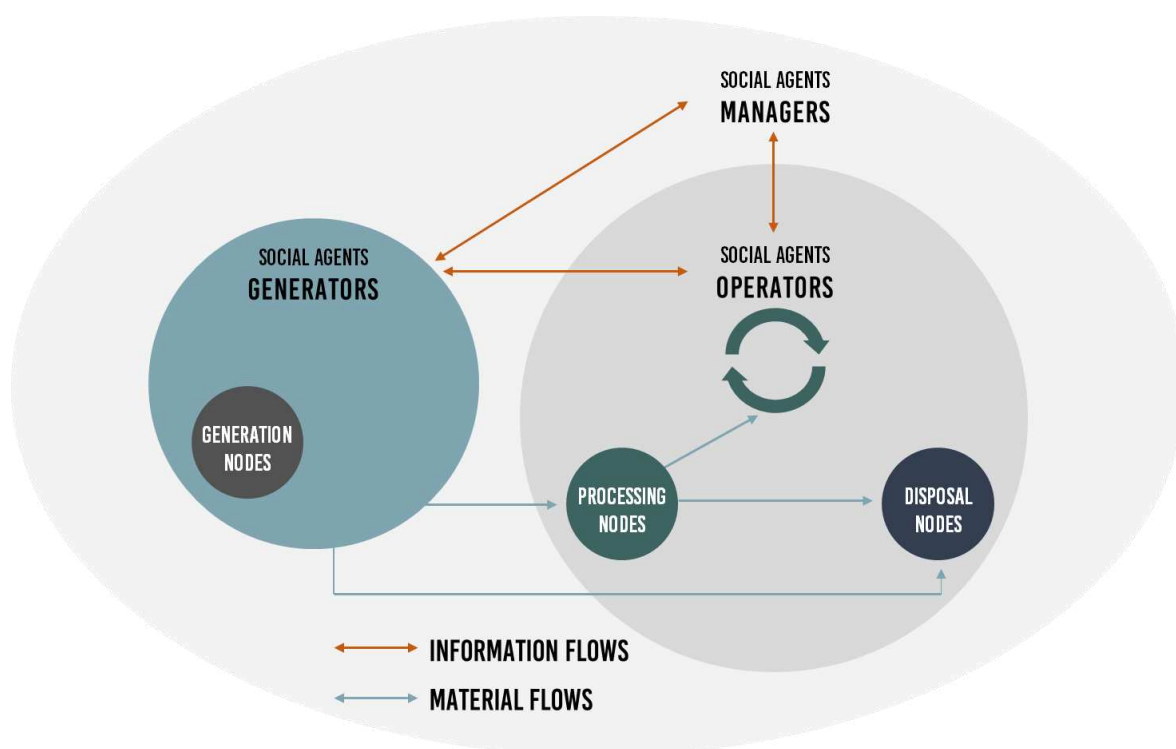 SOCIAL AGENTS
MANAGERS
SOCIAL AGENTS
GENERATORS
SOCIAL AGENTS
OPERATORS
GENERATION
NODES
PROCESSING
NODES
DISPOSAL
NODES
INFORMATION FLOWS
MATERIAL FLOWS